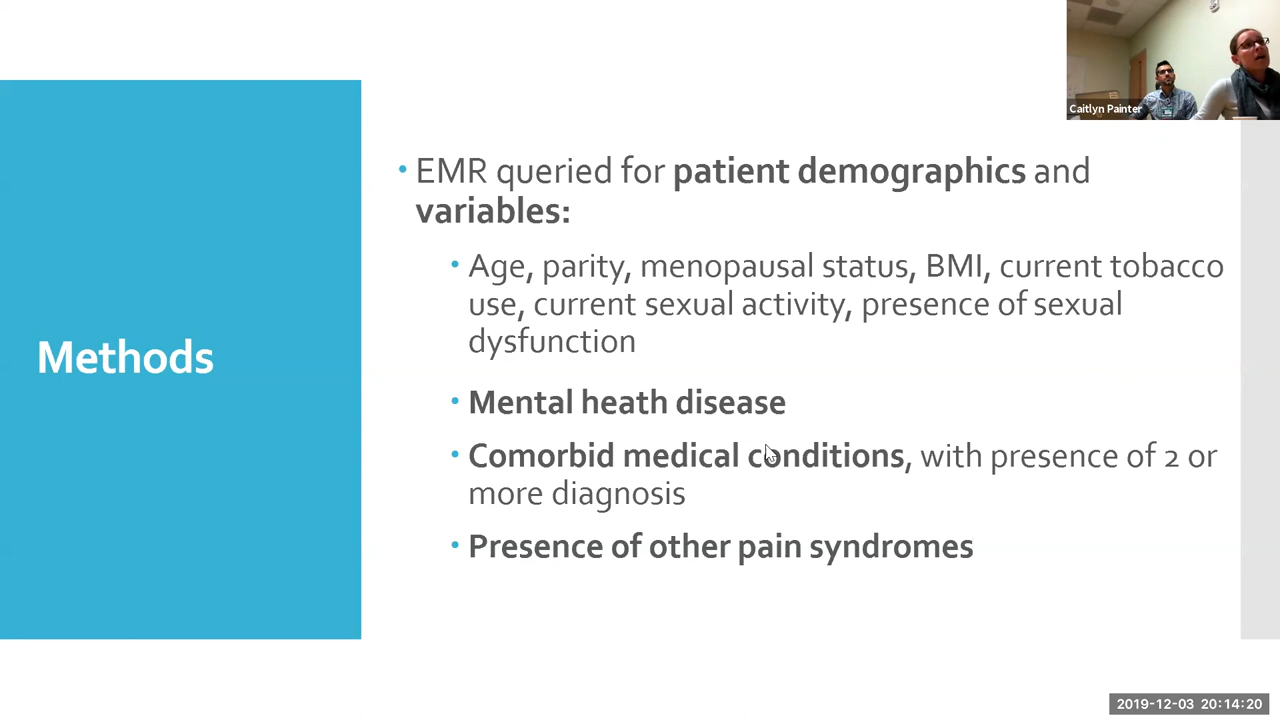 Caitlyn Painter
Methods
• EMR queried for patient demographics and
variables:
• Age, parity, menopausal status, BMI, current tobacco
use, current sexual activity, presence of sexual
dysfunction
• Mental heath disease
• Comorbid medical conditions, with presence of 2 or
more diagnosis
• Presence of other pain syndromes
2019-12-03 20:14:20